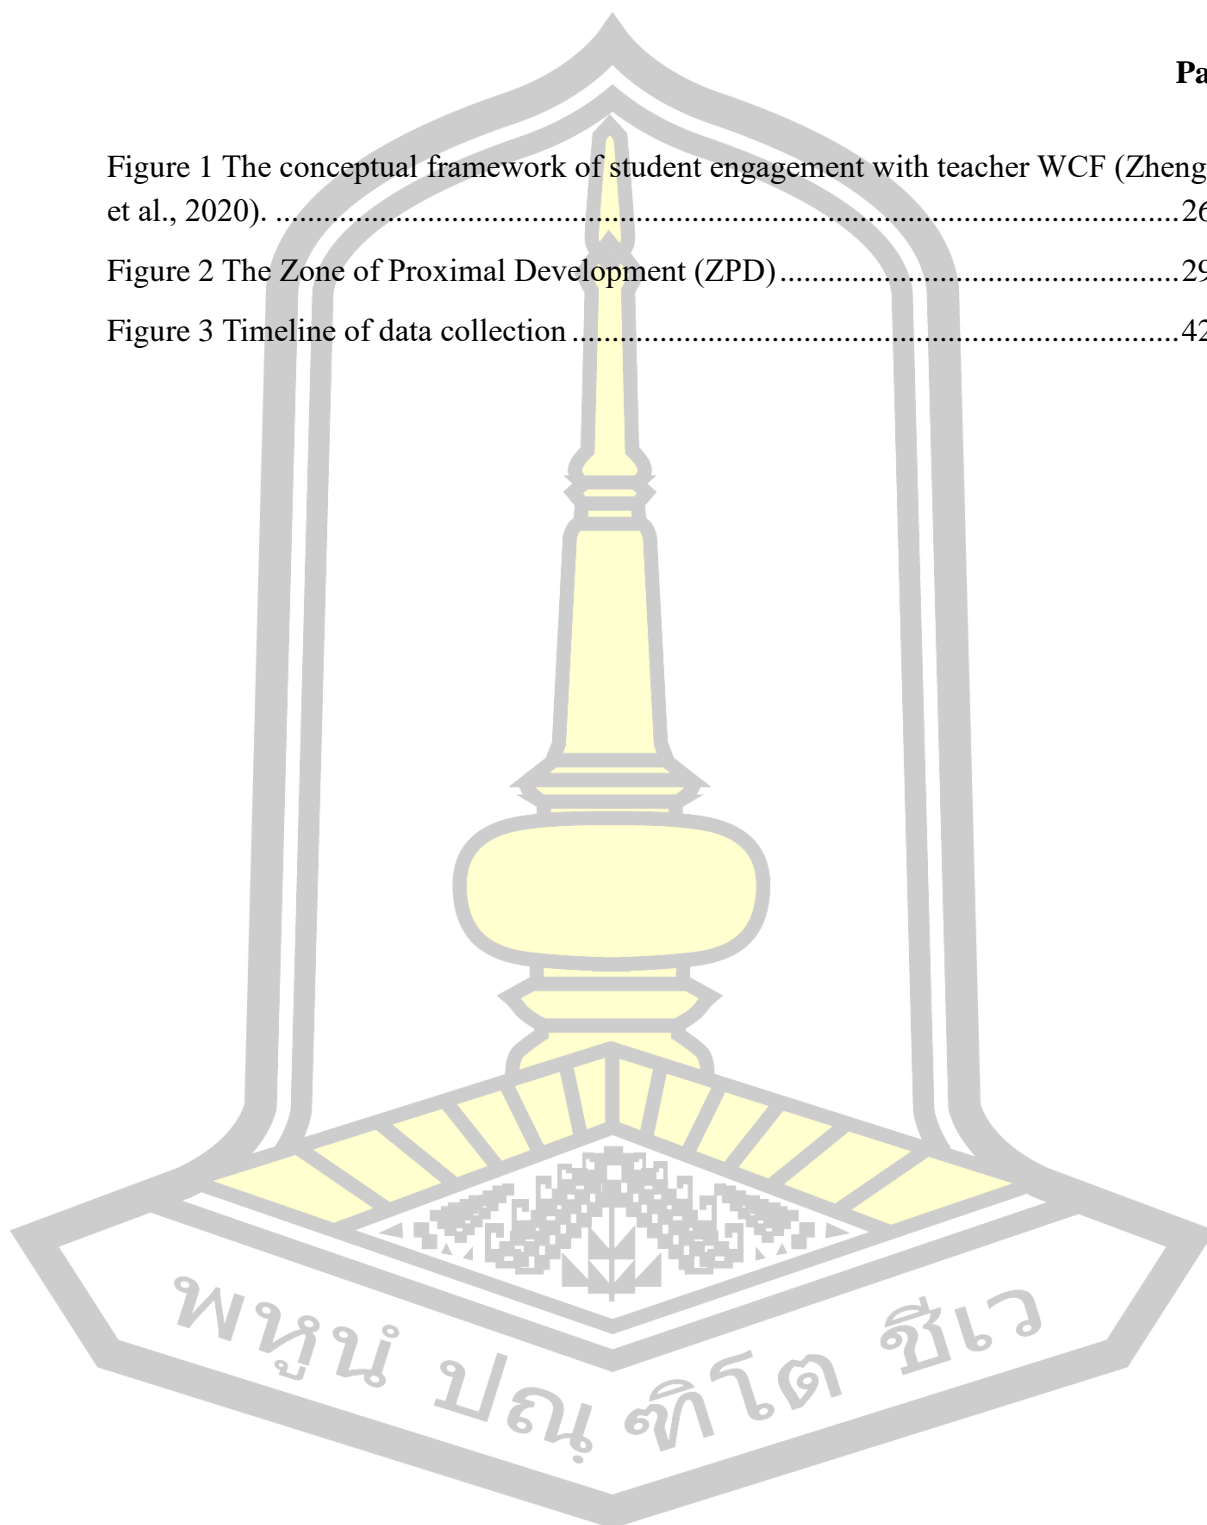 Pa
Figure 1 The conceptual framework of student engagement with teacher WCF (Zheng
et al., 2020). ....................................................................................................................26
Figure 2 The Zone of Proximal Development (ZPD)...................................................29
Figure 3 Timeline of data collection..............................................................................42
พหูนํ ปณฺฑิโต ชีเว